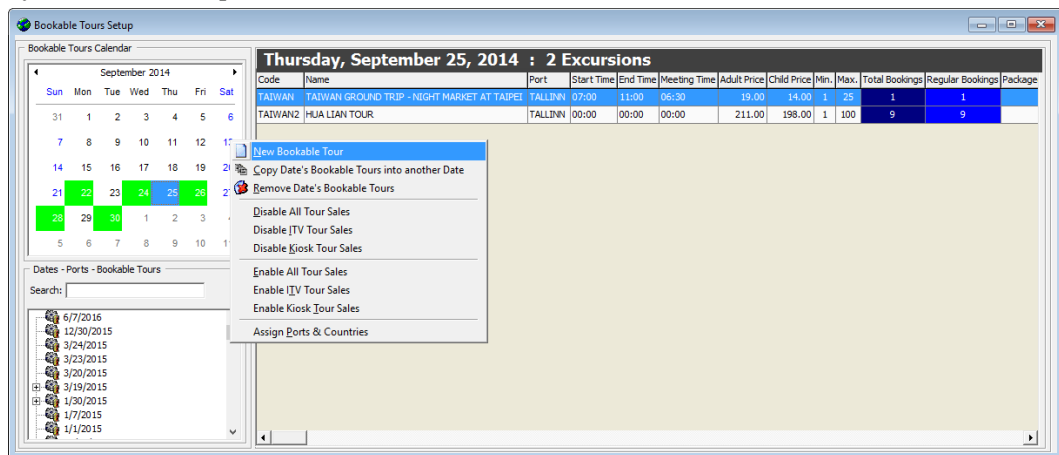 Bookable Tours Setup
Bookable Tours Calendar
September 2014
Sun Mon Tue Wed Thu Fri Sat
31 1 2 3 4 5 6
7 8 9 10 11 12
14 15 16 17 18 19
21 22 23 24 25 26
28 29 30 1 2 3
5 6 7 8 9 10
Dates - Ports - Bookable Tours
Search:
6/7/2016
12/30/2015
3/24/2015
3/23/2015
3/20/2015
3/19/2015
1/30/2015
1/7/2015
1/1/2015
Thursday, September 25, 2014 : 2 Excursions
Code Name Port Start Time End Time Meeting Time Adult Price Child Price Min. Max. Total Bookings Regular Bookings Package
TAIWAN TAIWAN GROUND TRIP - NIGHT MARKET AT TAIPEI TALLINN 07:00 11:00 06:30 19.00 14.00 1 25 1 1
TAIWAN2 HUA LIAN TOUR TALLINN 00:00 00:00 00:00 211.00 198.00 1 100 9 9
New Bookable Tour
Copy Date's Bookable Tours into another Date
Remove Date's Bookable Tours
Disable All Tour Sales
Disable ITV Tour Sales
Disable Kiosk Tour Sales
Enable All Tour Sales
Enable ITV Tour Sales
Enable Kiosk Tour Sales
Assign Ports & Countries